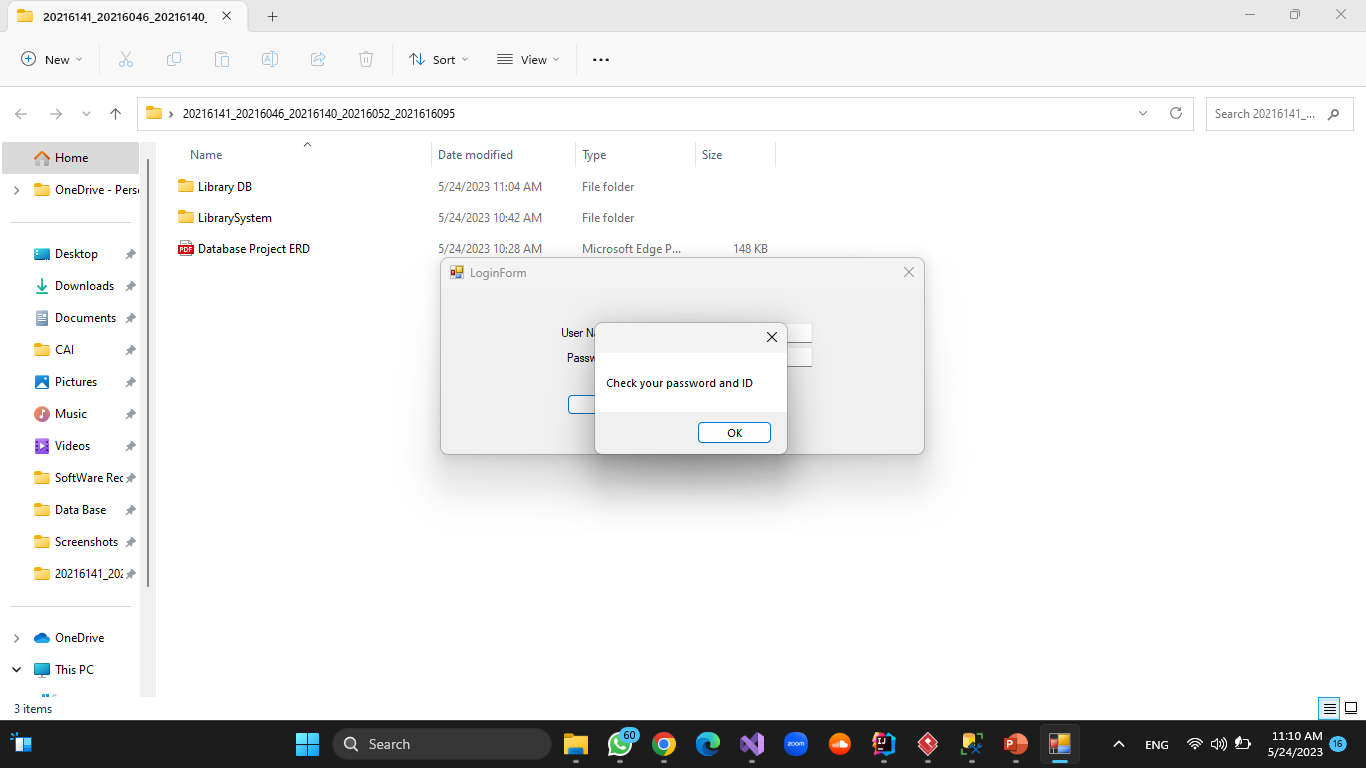 20216141_20216046_20216140_
New
Sort
View
20216141_20216046_20216140_20216052_2021616095
Search 20216141_...
Name
Date modified
Type
Size
Home
OneDrive - Pers
Library DB
5/24/2023 11:04 AM
File folder
LibrarySystem
5/24/2023 10:42 AM
File folder
PDF
Database Project ERD
5/24/2023 10:28 AM
Microsoft Edge P...
148 KB
Desktop
Downloads
Documents
CAI
Pictures
Music
Videos
SoftWare Rec
Data Base
Screenshots
20216141_202
OneDrive
This PC
LoginForm
User Na
Passw
Check your password and ID
OK
3 items
Search
60
zoom
ENG
11:10 AM
5/24/2023
16